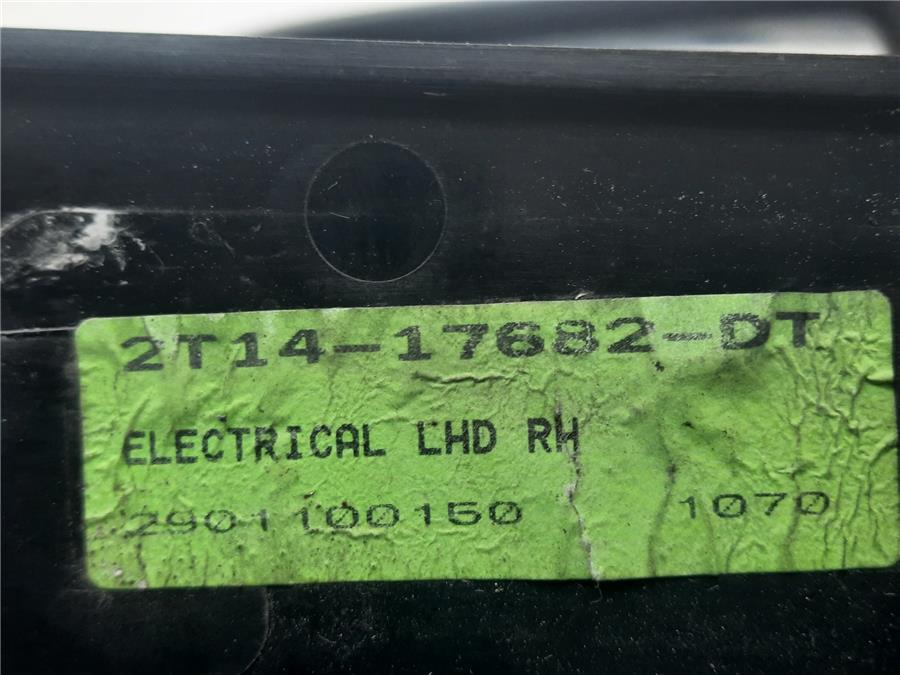 2T14-17682-DT
ELECTRICAL LHD RH
2901100150 1070